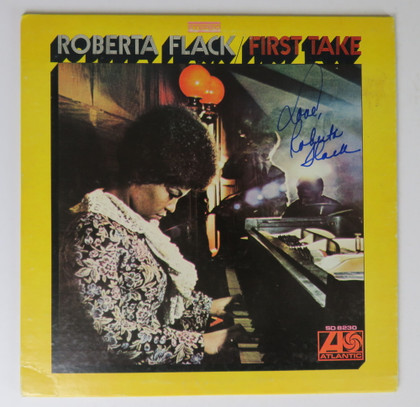 ROBERTA FLACK/FIRST TAKE
Love,
Roberta
Flack
SD 8230
ATLANTIC